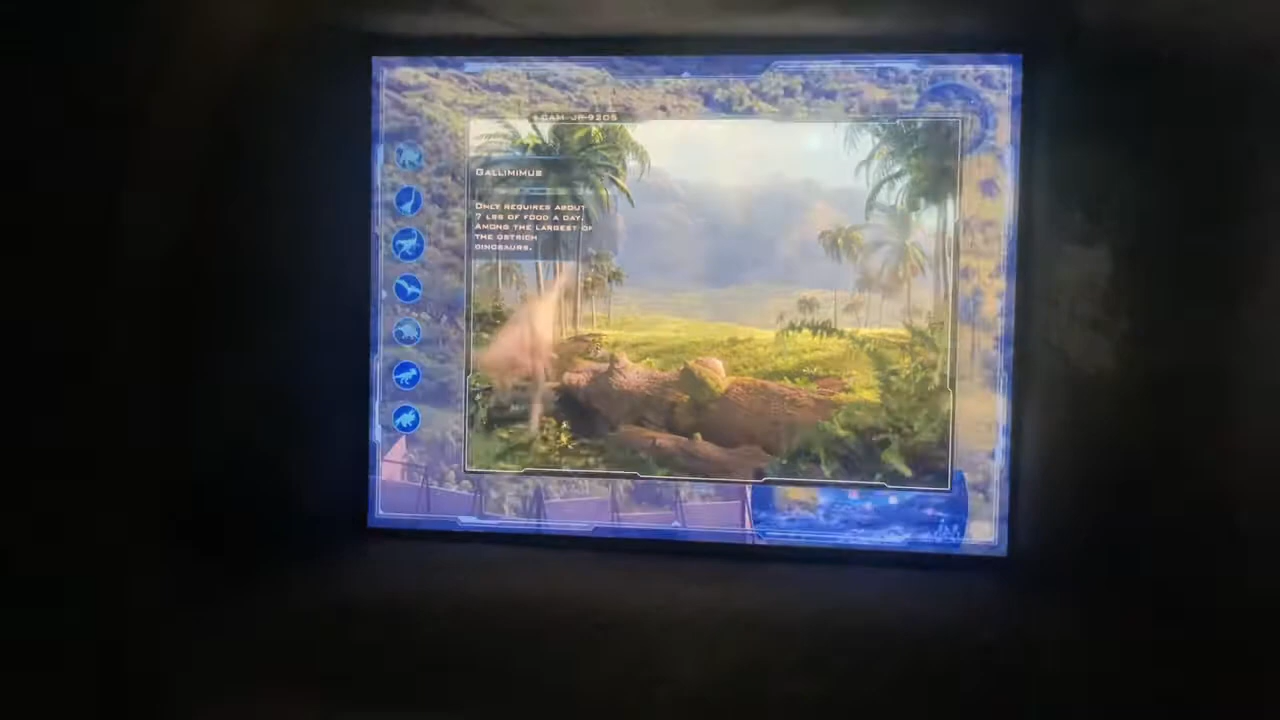 CAM JP-9205
GALLIMIMUS
ONLY REQUIRES ABOUT
7 LBS OF FOOD A DAY.
AMONG THE LARGEST OF
THE OSTRICH
DINOSAURS.